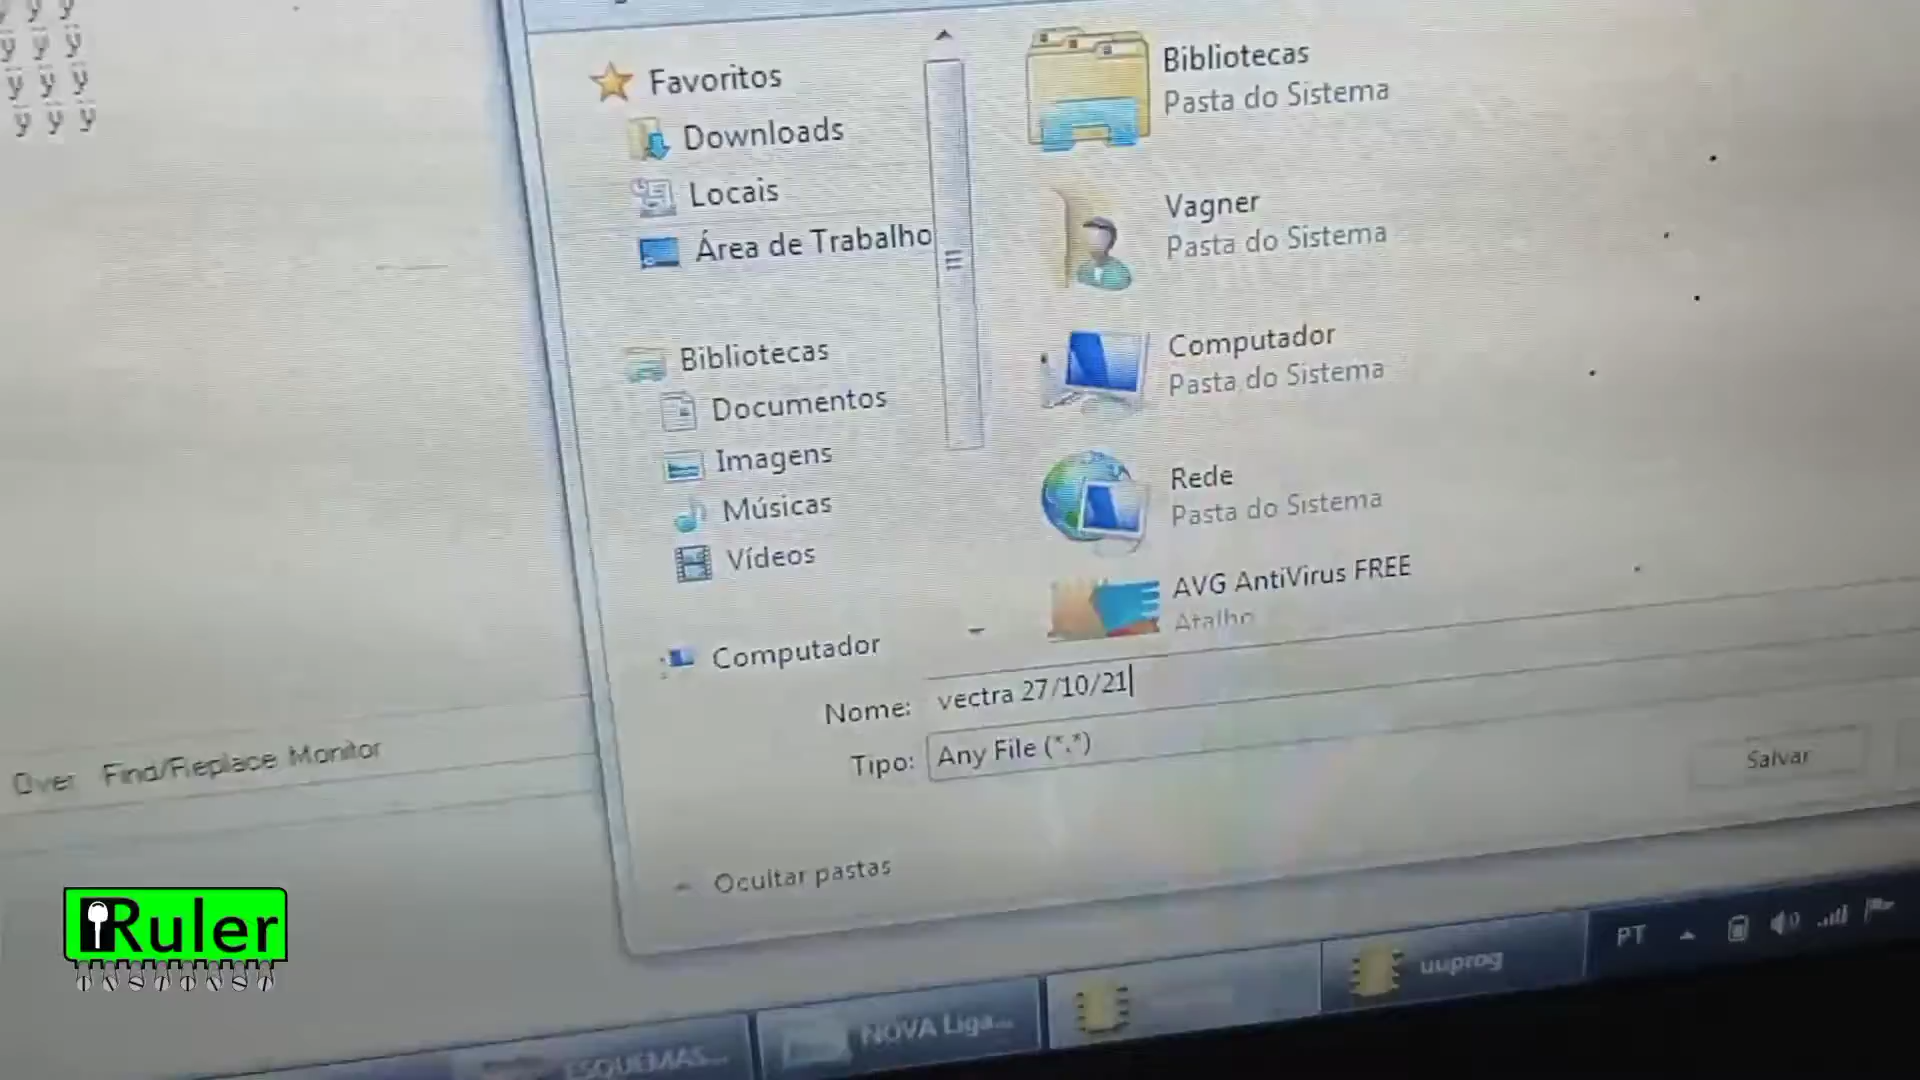 ÿ ÿ ÿ
ÿ ÿ ÿ
ÿ ÿ ÿ
ÿ ÿ ÿ
Favoritos
Downloads
Locais
Área de Trabalho
Bibliotecas
Documentos
Imagens
Músicas
Vídeos
Computador
Bibliotecas
Pasta do Sistema
Vagner
Pasta do Sistema
Computador
Pasta do Sistema
Rede
Pasta do Sistema
AVG AntiVirus FREE
Atalho
Nome: vectra 27/10/21
Tipo: Any File (*.*)
Salvar
Ocultar pastas
Over Find/Replace Monitor
iRuler
ESQUEMAS...
NOVA Liga...
uuprog
PT